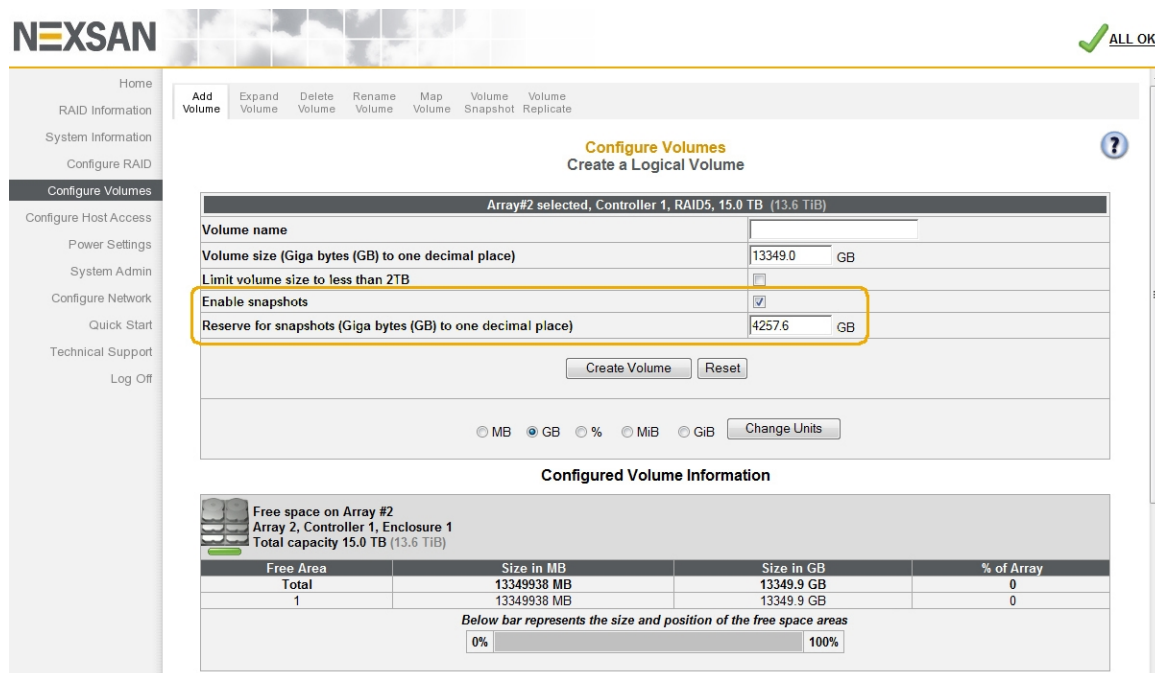 NEXSAN
ALL OK
Home
RAID Information
System Information
Configure RAID
Configure Volumes
Configure Host Access
Power Settings
System Admin
Configure Network
Quick Start
Technical Support
Log Off
Add Volume
Expand Volume
Delete Volume
Rename Volume
Map Volume
Volume Snapshot
Volume Replicate
Configure Volumes
Create a Logical Volume
?
Array#2 selected, Controller 1, RAID5, 15.0 TB (13.6 TiB)
Volume name
Volume size (Giga bytes (GB) to one decimal place) 13349.0 GB
Limit volume size to less than 2TB
Enable snapshots
Reserve for snapshots (Giga bytes (GB) to one decimal place) 4257.6 GB
Create Volume Reset
MB GB % MiB GiB Change Units
Configured Volume Information
Free space on Array #2
Array 2, Controller 1, Enclosure 1
Total capacity 15.0 TB (13.6 TiB)
Free Area Size in MB Size in GB % of Array
Total 13349938 MB 13349.9 GB 0
1 13349938 MB 13349.9 GB 0
Below bar represents the size and position of the free space areas
0% 100%